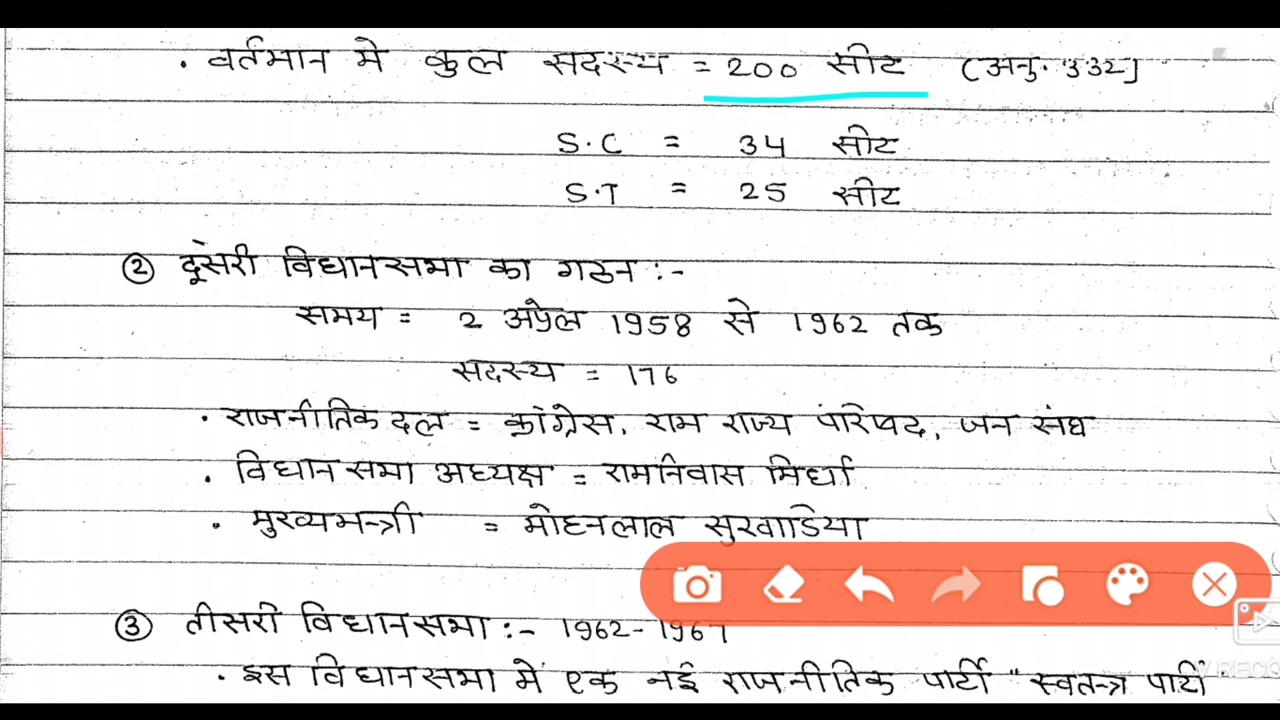 . वर्तमान मे कुल सदस्य = 200 सीट (अनु. 332]
S.C = 34 सीट
S.T = 25 सीट
② दूसरी विधानसभा का गठन :-
समय = 2 अप्रेल 1958 से 1962 तक
सदस्य = 176
. राजनीतिक दल = कांग्रेस, राम राज्य परिषद, जन संघ
. विधानसभा अध्यक्ष = रामनिवास मिर्धा
. मुख्यमन्त्री = मोहनलाल सुखाडिया
③ तीसरी विधानसभा :- 1962-1967
. इस विधानसभा में एक नई राजनीतिक पार्टी "स्वतन्त्र पार्टी"